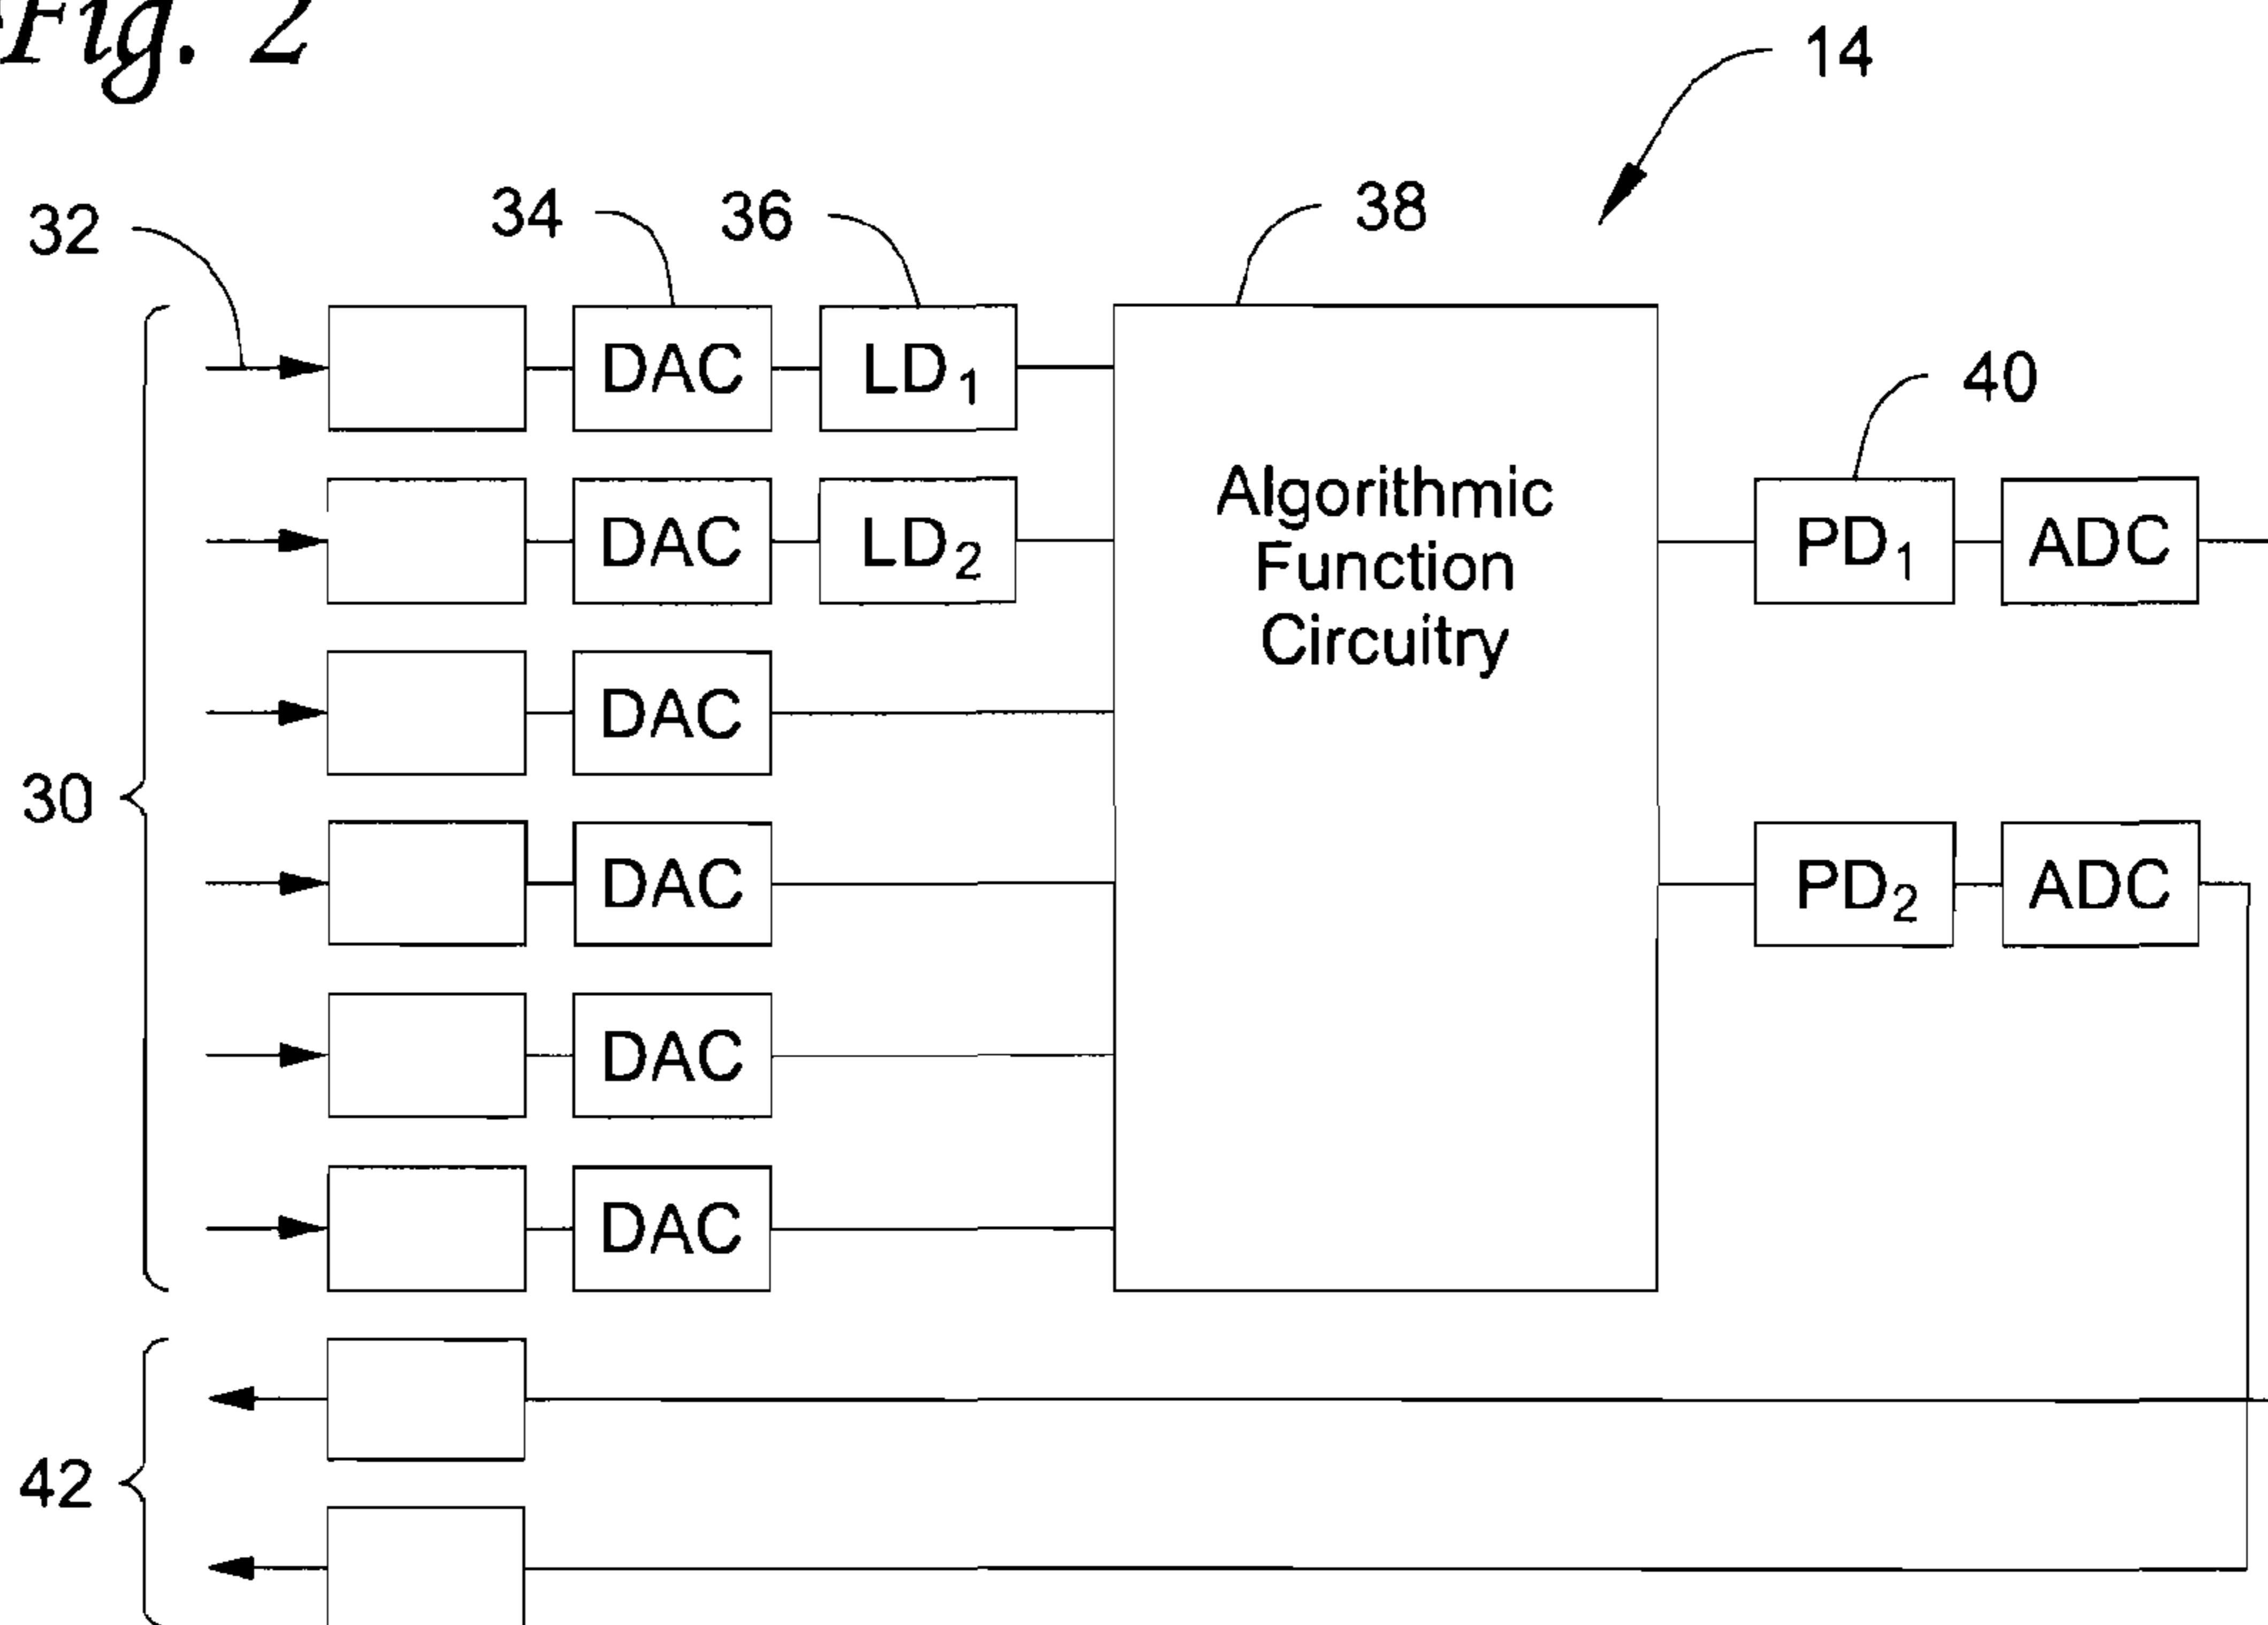 Fig. 2
14
32
34
36
38
DAC
LD1
40
Algorithmic
Function
Circuitry
DAC
LD2
PD1
ADC
DAC
30
DAC
PD2
ADC
DAC
DAC
42